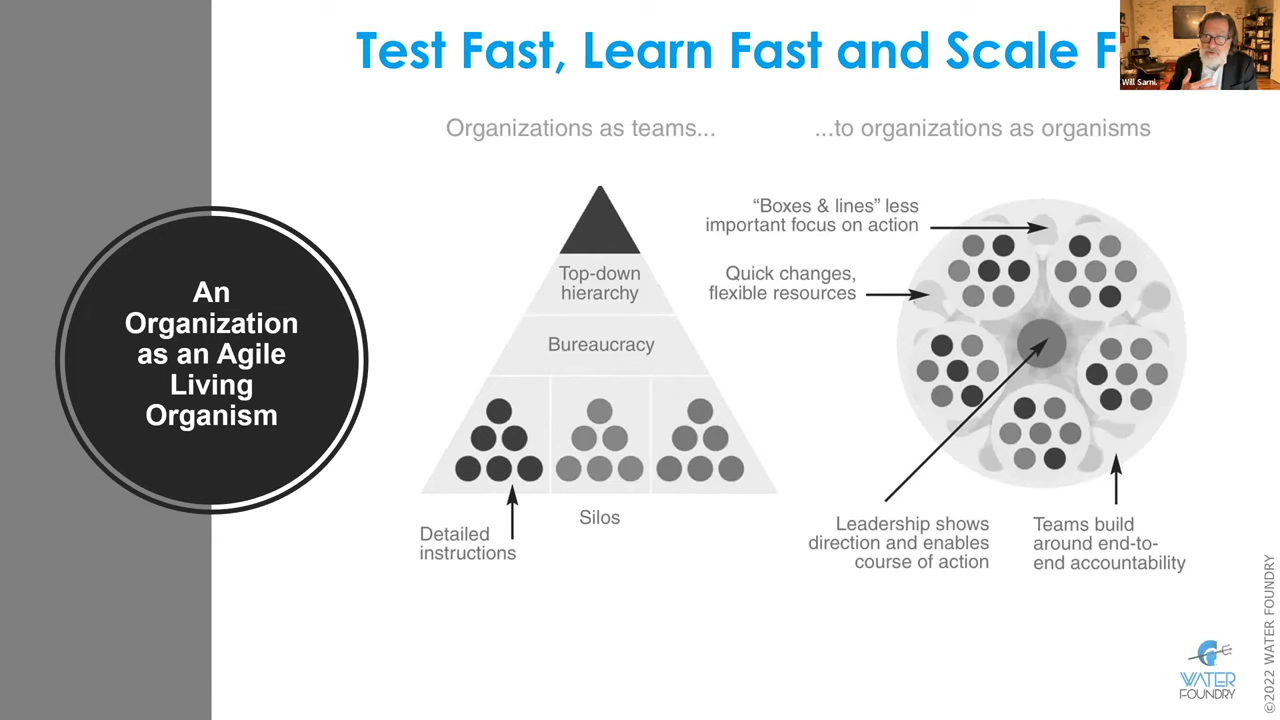 Test Fast, Learn Fast and Scale F
Will Sarni.
Organizations as teams...
...to organizations as organisms
An
Organization
as an Agile
Living
Organism
Top-down
hierarchy
Bureaucracy
Detailed
instructions
Silos
“Boxes & lines” less
important focus on action
Quick changes,
flexible resources
Leadership shows
direction and enables
course of action
Teams build
around end-to-
end accountability
WATER
FOUNDRY
©2022 WATER FOUNDRY